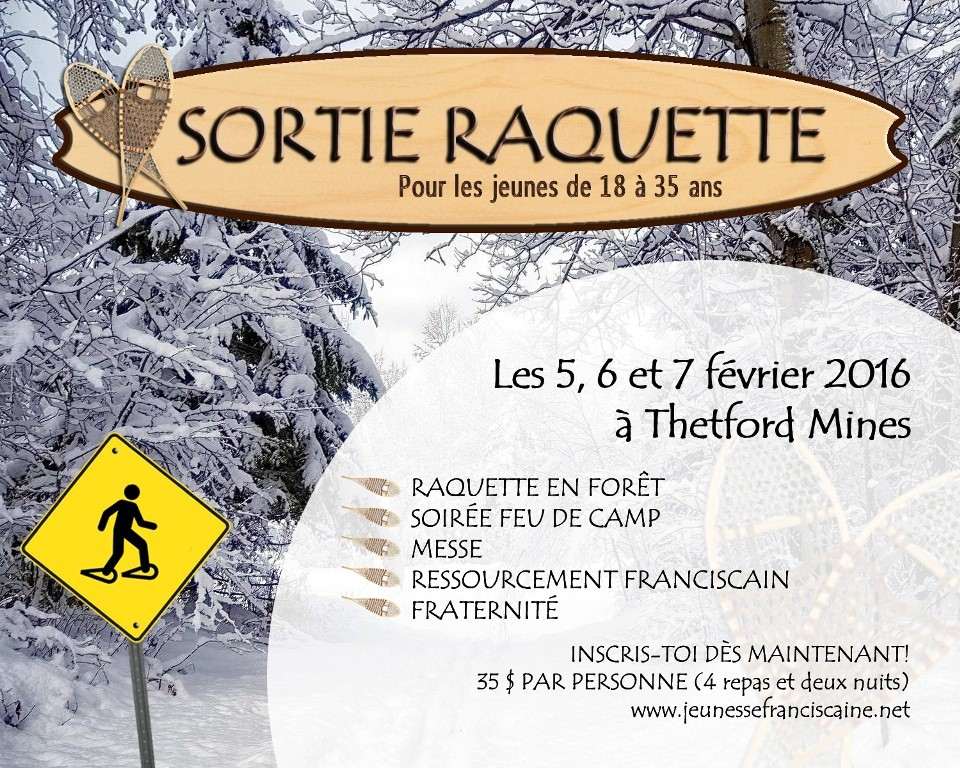 SORTIE RAQUETTE
Pour les jeunes de 18 à 35 ans
Les 5, 6 et 7 février 2016
à Thetford Mines
RAQUETTE EN FORÊT
SOIRÉE FEU DE CAMP
MESSE
RESSOURCEMENT FRANCISCAIN
FRATERNITÉ
INSCRIS-TOI DÈS MAINTENANT!
35 $ PAR PERSONNE (4 repas et deux nuits)
www.jeunessefranciscaine.net